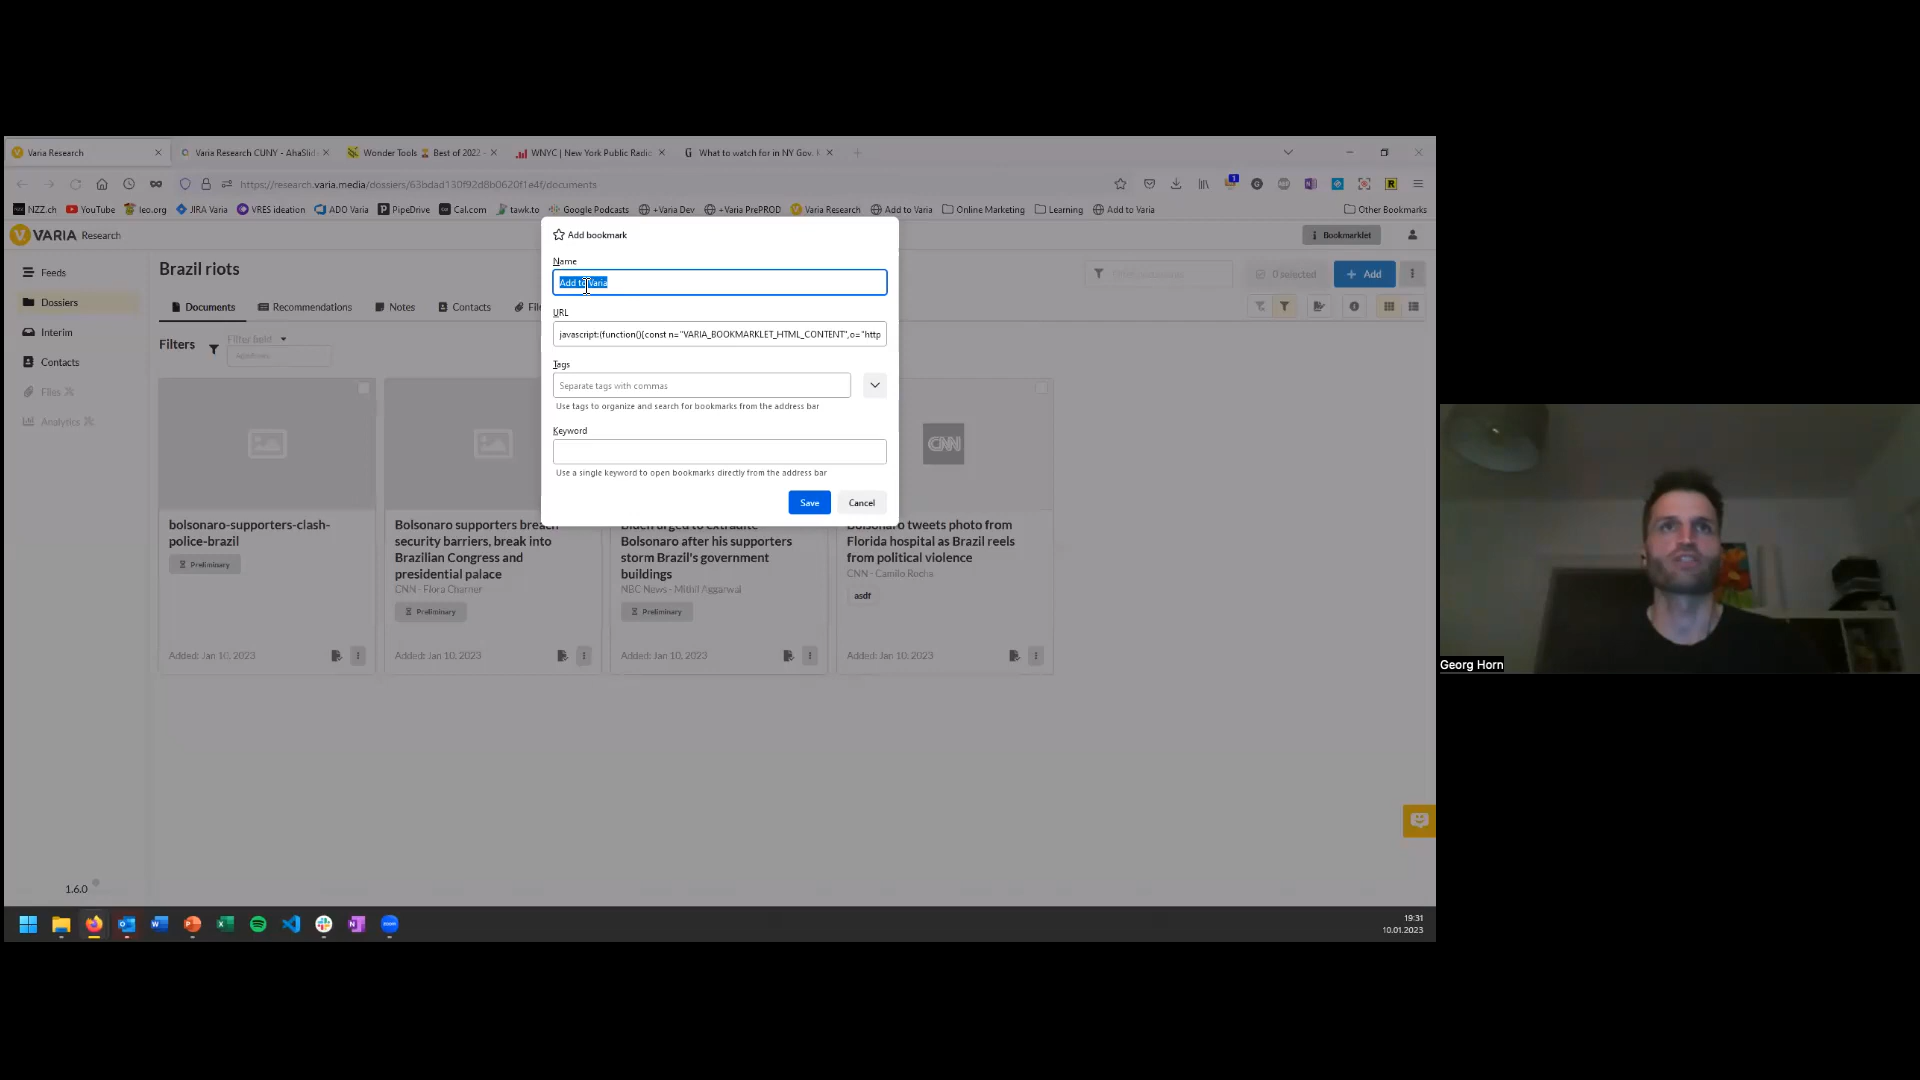 Varia Research
Varia Research CUNY - AhaSlid
Wonder Tools ⏳ Best of 2022 -
WNYC | New York Public Radio
What to watch for in NY Gov.
https://research.varia.media/dossiers/63bdad130f92d8b0620f1e4f/documents
1
NZZ.ch
YouTube
leo.org
JIRA Varia
VRES ideation
ADO Varia
PipeDrive
Cal.com
tawk.to
Google Podcasts
+Varia Dev
+Varia PrePROD
Varia Research
Add to Varia
Online Marketing
Learning
Add to Varia
Other Bookmarks
VARIA Research
Bookmarklet
Feeds
Dossiers
Interim
Contacts
Files
Analytics
1.6.0
Brazil riots
0 selected
+ Add
Documents
Recommendations
Notes
Contacts
Filters
Filter field
Add bookmark
Name
Add to Varia
URL
javascript:(function(){const n="VARIA_BOOKMARKLET_HTML_CONTENT",o="http
Tags
Separate tags with commas
Use tags to organize and search for bookmarks from the address bar
Keyword
Use a single keyword to open bookmarks directly from the address bar
Save
Cancel
bolsonaro-supporters-clash-
police-brazil
Preliminary
Added: Jan 10, 2023
Bolsonaro supporters breach
security barriers, break into
Brazilian Congress and
presidential palace
CNN - Flora Charner
Preliminary
Added: Jan 10, 2023
Biden urged to extradite
Bolsonaro after his supporters
storm Brazil's government
buildings
NBC News - Mithil Aggarwal
Preliminary
Added: Jan 10, 2023
CNN
Bolsonaro tweets photo from
Florida hospital as Brazil reels
from political violence
CNN - Camilo Rocha
asdf
Added: Jan 10, 2023
Georg Horn
19:31
10.01.2023